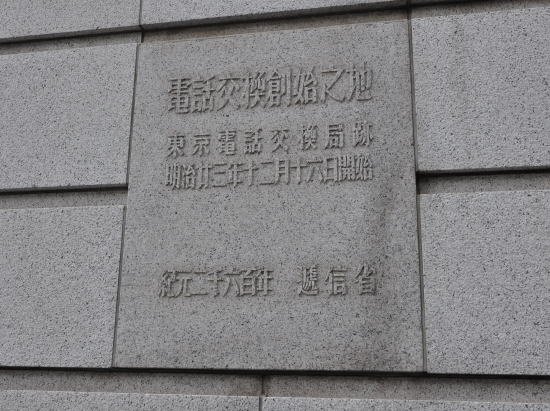 電話交換創始之地
東京電話交換局跡
明治廿三年十二月十六日開始
紀元二千六百年 遞信省